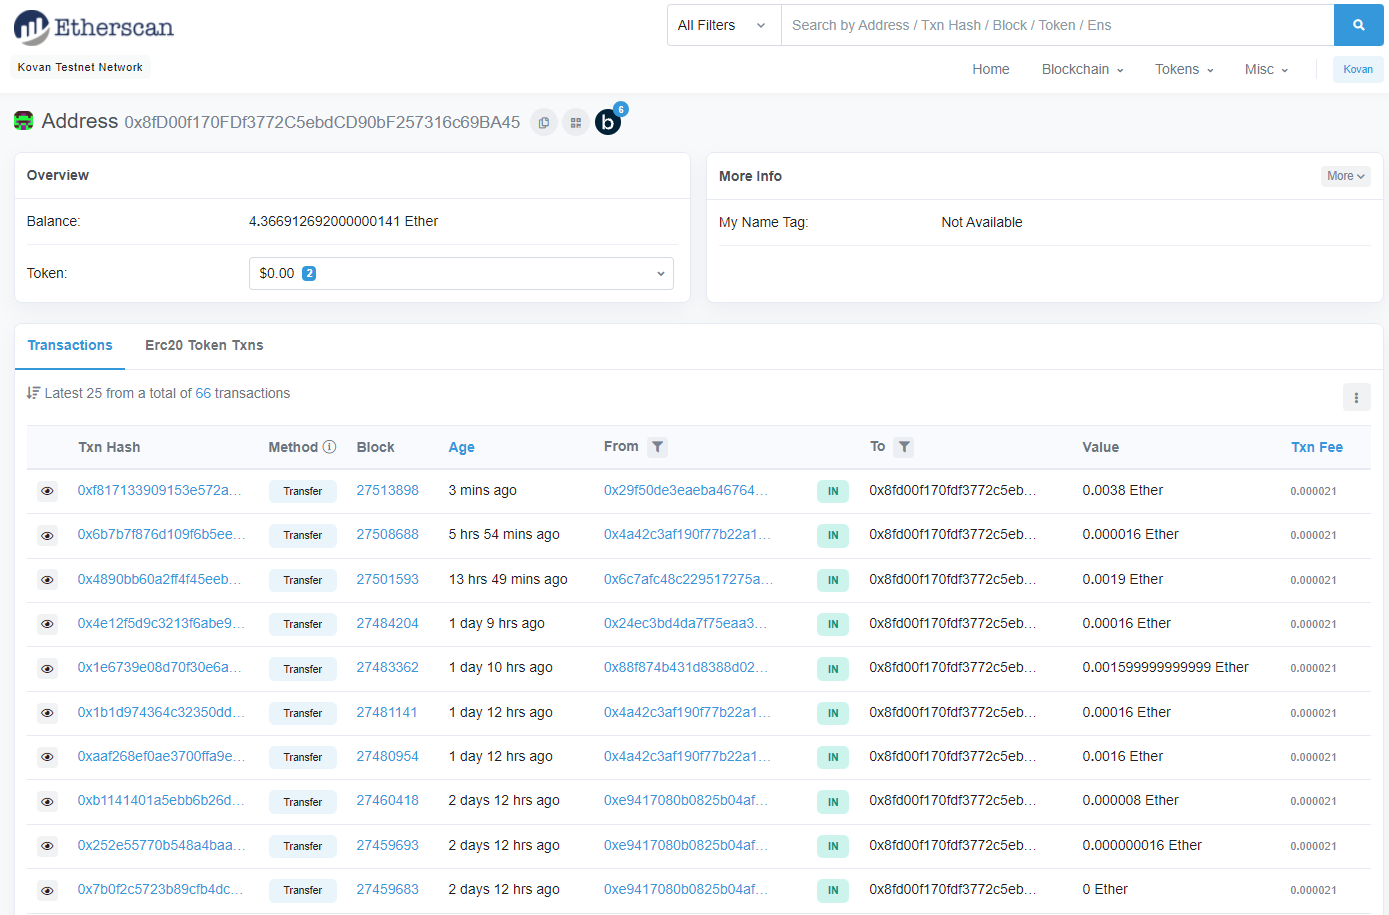 Etherscan
All Filters
Search by Address / Txn Hash / Block / Token / Ens
Kovan Testnet Network
Home Blockchain Tokens Misc Kovan
Address 0x8fD00f170FDf3772C5ebdCD90bF257316c69BA45 b 6
Overview
Balance: 4.366912692000000141 Ether
Token: $0.00 2
More Info More
My Name Tag: Not Available
Transactions Erc20 Token Txns
Latest 25 from a total of 66 transactions
Txn Hash Method Block Age From To Value Txn Fee
0xf817133909153e572a... Transfer 27513898 3 mins ago 0x29f50de3eaeba46764... IN 0x8fd00f170fdf3772c5eb... 0.0038 Ether 0.000021
0x6b7b7f876d109f6b5ee... Transfer 27508688 5 hrs 54 mins ago 0x4a42c3af190f77b22a1... IN 0x8fd00f170fdf3772c5eb... 0.000016 Ether 0.000021
0x4890bb60a2ff4f45eeb... Transfer 27501593 13 hrs 49 mins ago 0x6c7afc48c229517275a... IN 0x8fd00f170fdf3772c5eb... 0.0019 Ether 0.000021
0x4e12f5d9c3213f6abe9... Transfer 27484204 1 day 9 hrs ago 0x24ec3bd4da7f75eaa3... IN 0x8fd00f170fdf3772c5eb... 0.00016 Ether 0.000021
0x1e6739e08d70f30e6a... Transfer 27483362 1 day 10 hrs ago 0x88f874b431d8388d02... IN 0x8fd00f170fdf3772c5eb... 0.001599999999999 Ether 0.000021
0x1b1d974364c32350dd... Transfer 27481141 1 day 12 hrs ago 0x4a42c3af190f77b22a1... IN 0x8fd00f170fdf3772c5eb... 0.00016 Ether 0.000021
0xaaf268ef0ae3700ffa9e... Transfer 27480954 1 day 12 hrs ago 0x4a42c3af190f77b22a1... IN 0x8fd00f170fdf3772c5eb... 0.0016 Ether 0.000021
0xb1141401a5ebb6b26d... Transfer 27460418 2 days 12 hrs ago 0xe9417080b0825b04af... IN 0x8fd00f170fdf3772c5eb... 0.000008 Ether 0.000021
0x252e55770b548a4baa... Transfer 27459693 2 days 12 hrs ago 0xe9417080b0825b04af... IN 0x8fd00f170fdf3772c5eb... 0.000000016 Ether 0.000021
0x7b0f2c5723b89cfb4dc... Transfer 27459683 2 days 12 hrs ago 0xe9417080b0825b04af... IN 0x8fd00f170fdf3772c5eb... 0 Ether 0.000021